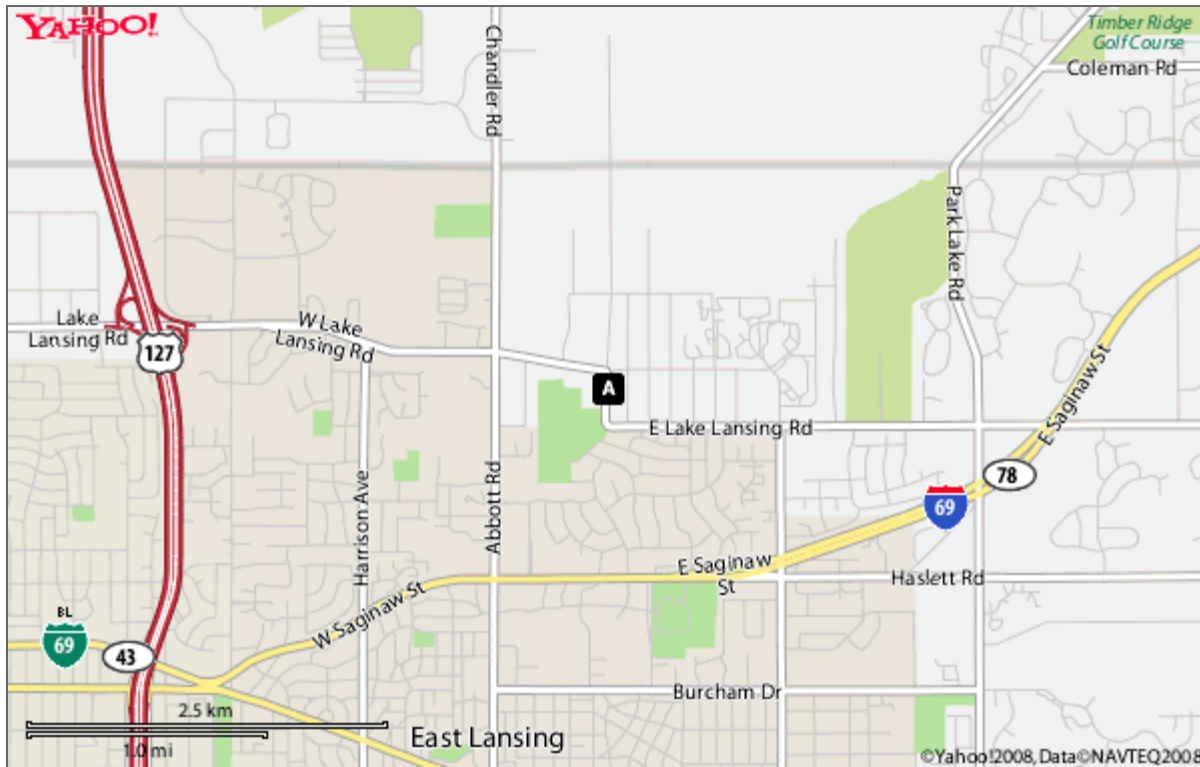 YAHOO!
Timber Ridge
Golf Course
Coleman Rd
Chandler Rd
Park Lake Rd
Lake
Lansing Rd
W Lake
Lansing Rd
127
A
E Lake Lansing Rd
E Saginaw St
78
69
Harrison Ave
Abbott Rd
E Saginaw
St
Haslett Rd
W Saginaw St
BL
69
43
Burcham Dr
2.5 km
1.0 mi
East Lansing
©Yahoo!2008, Data©NAVTEQ2008